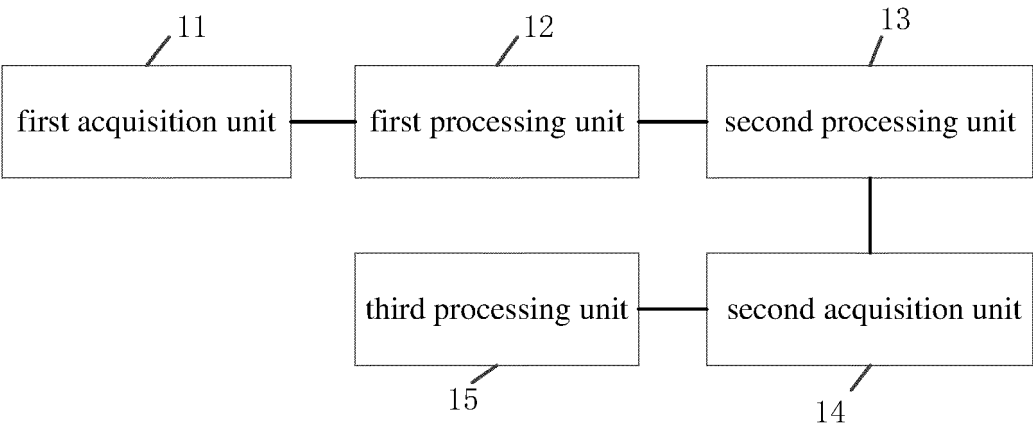 11
12
13
first acquisition unit
first processing unit
second processing unit
third processing unit
second acquisition unit
15
14